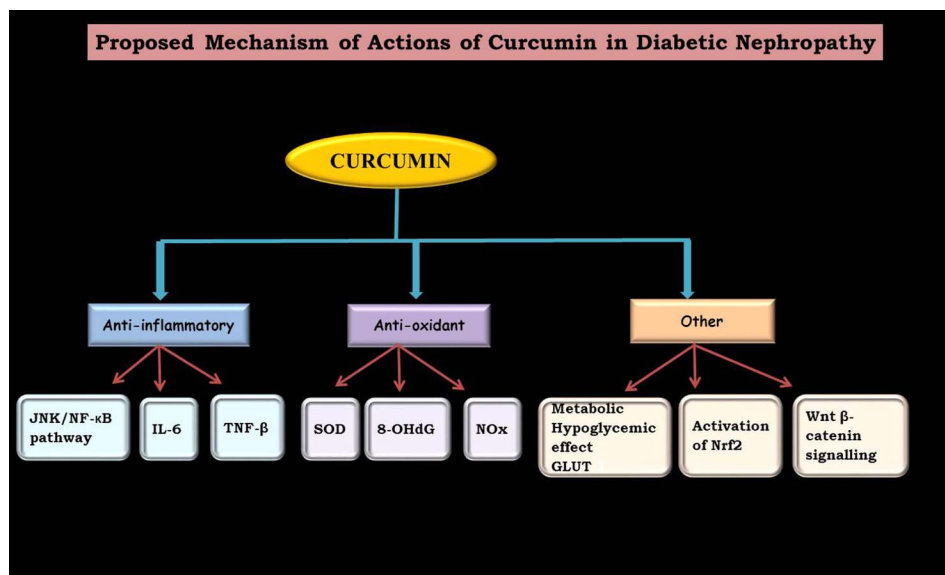 Proposed Mechanism of Actions of Curcumin in Diabetic Nephropathy
CURCUMIN
Anti-inflammatory
Anti-oxidant
Other
JNK/NF-κB
pathway
IL-6
TNF-β
SOD
8-OHdG
NOx
Metabolic
Hypoglycemic
effect
GLUT
Activation
of Nrf2
Wnt β-
catenin
signalling